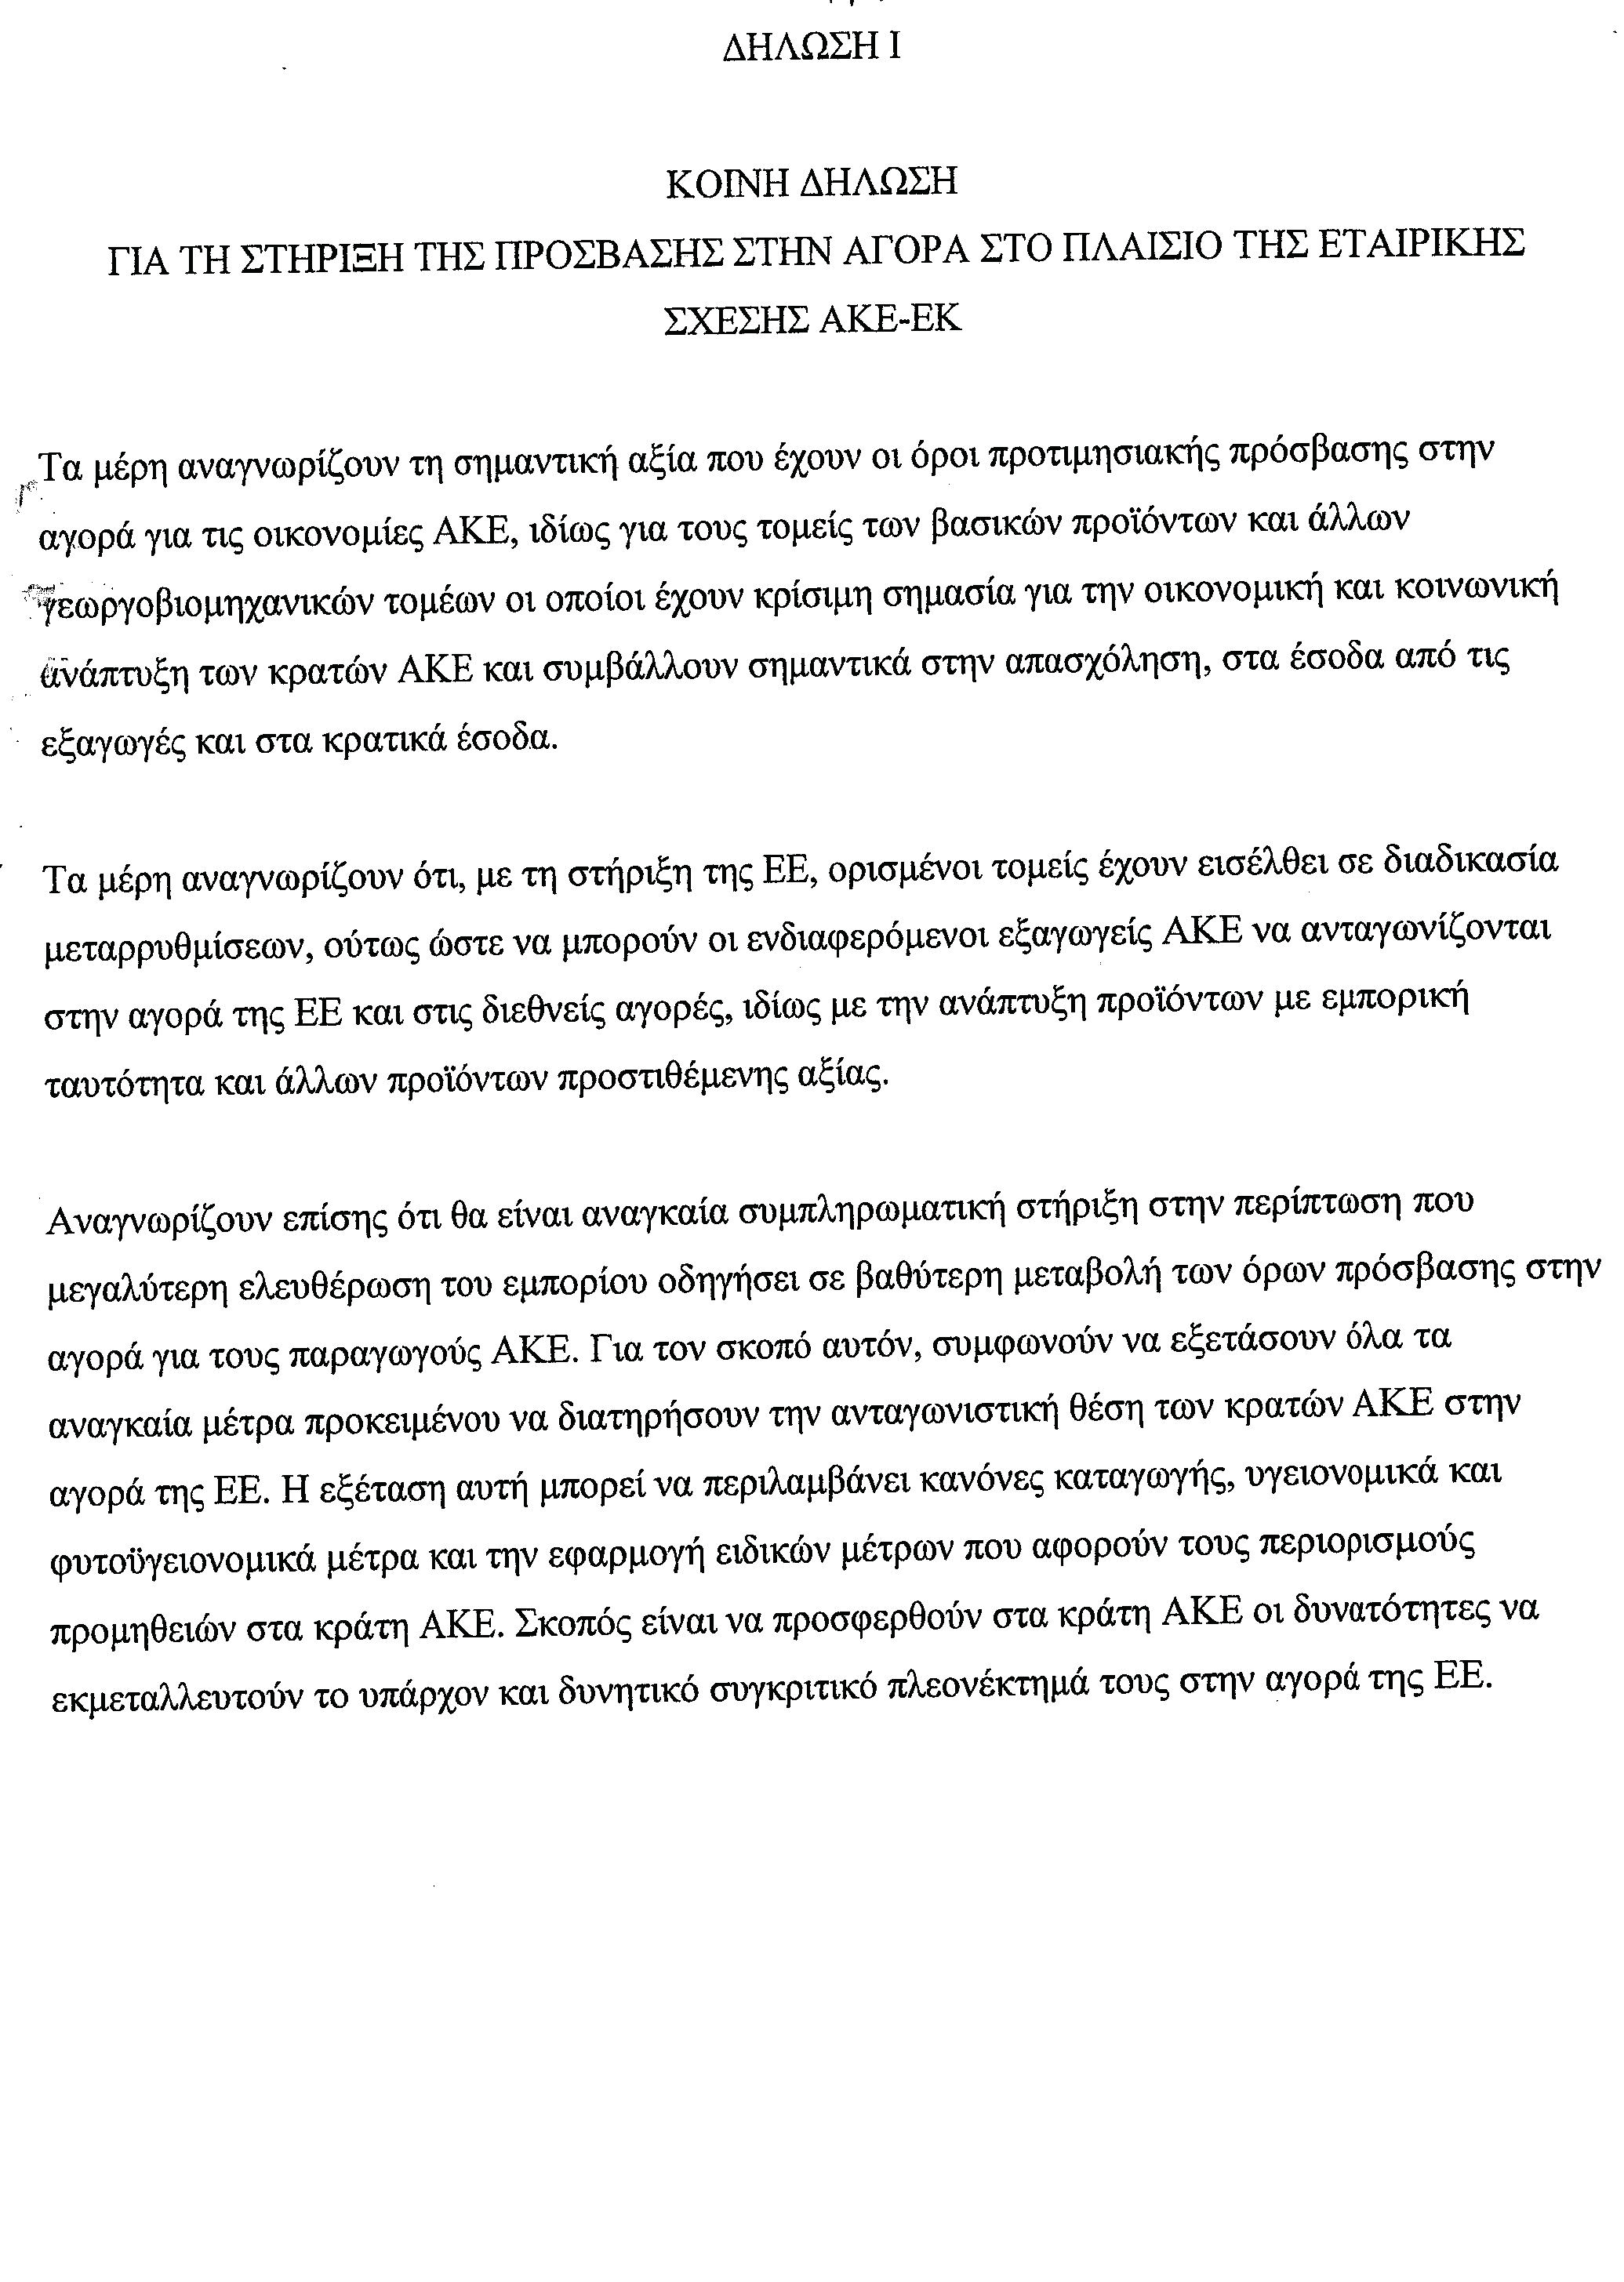 ΔΗΛΩΣΗ Ι
ΚΟΙΝΗ ΔΗΛΩΣΗ
ΓΙΑ ΤΗ ΣΤΗΡΙΞΗ ΤΗΣ ΠΡΟΣΒΑΣΗΣ ΣΤΗΝ ΑΓΟΡΑ ΣΤΟ ΠΛΑΙΣΙΟ ΤΗΣ ΕΤΑΙΡΙΚΗΣ
ΣΧΕΣΗΣ ΑΚΕ-ΕΚ
Τα μέρη αναγνωρίζουν τη σημαντική αξία που έχουν οι όροι προτιμησιακής πρόσβασης στην
αγορά για τις οικονομίες ΑΚΕ, ιδίως για τους τομείς των βασικών προϊόντων και άλλων
γεωργοβιομηχανικών τομέων οι οποίοι έχουν κρίσιμη σημασία για την οικονομική και κοινωνική
ανάπτυξη των κρατών ΑΚΕ και συμβάλλουν σημαντικά στην απασχόληση, στα έσοδα από τις
εξαγωγές και στα κρατικά έσοδα.
Τα μέρη αναγνωρίζουν ότι, με τη στήριξη της ΕΕ, ορισμένοι τομείς έχουν εισέλθει σε διαδικασία
μεταρρυθμίσεων, ούτως ώστε να μπορούν οι ενδιαφερόμενοι εξαγωγείς ΑΚΕ να ανταγωνίζονται
στην αγορά της ΕΕ και στις διεθνείς αγορές, ιδίως με την ανάπτυξη προϊόντων με εμπορική
ταυτότητα και άλλων προϊόντων προστιθέμενης αξίας.
Αναγνωρίζουν επίσης ότι θα είναι αναγκαία συμπληρωματική στήριξη στην περίπτωση που
μεγαλύτερη ελευθέρωση του εμπορίου οδηγήσει σε βαθύτερη μεταβολή των όρων πρόσβασης στην
αγορά για τους παραγωγούς ΑΚΕ. Για τον σκοπό αυτόν, συμφωνούν να εξετάσουν όλα τα
αναγκαία μέτρα προκειμένου να διατηρήσουν την ανταγωνιστική θέση των κρατών ΑΚΕ στην
αγορά της ΕΕ. Η εξέταση αυτή μπορεί να περιλαμβάνει κανόνες καταγωγής, υγειονομικά και
φυτοϋγειονομικά μέτρα και την εφαρμογή ειδικών μέτρων που αφορούν τους περιορισμούς
προμηθειών στα κράτη ΑΚΕ. Σκοπός είναι να προσφερθούν στα κράτη ΑΚΕ οι δυνατότητες να
εκμεταλλευτούν το υπάρχον και δυνητικό συγκριτικό πλεονέκτημά τους στην αγορά της ΕΕ.